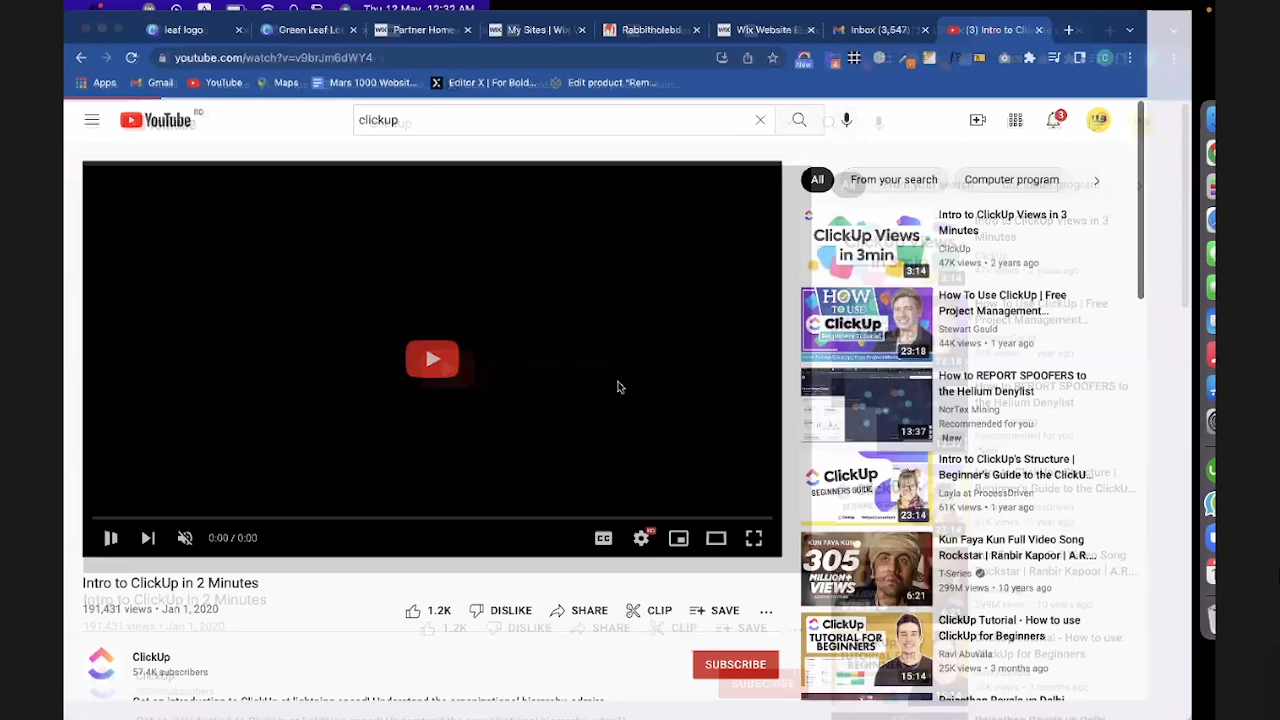 Thu 12 May 12:32 AM
leaf logo
Green Leaf Lo
Partner Home
My Sites | Wix
Rabbitholebd
Wix Website E
Inbox (3,547)
(3) Intro to Clic
youtube.com/watch?v=v9brJmd6WY4
New
Apps
Gmail
YouTube
Maps
Mars 1000 Websit...
Editor X | For Bold...
Edit product "Rem...
YouTube BD
clickup
3
All
From your search
Computer program
ClickUp Views
in 3min
3:14
Intro to ClickUp Views in 3
Minutes
ClickUp
47K views • 2 years ago
HOW
TO USE
ClickUp
Beginners Tutorial
23:18
How To Use ClickUp | Free
Project Management...
Stewart Gauld
44K views • 1 year ago
13:37
How to REPORT SPOOFERS to
the Helium Denylist
NorTex Mining
Recommended for you
New
ClickUp
BEGINNERS GUIDE
23:14
Intro to ClickUp's Structure |
Beginner's Guide to the ClickU...
Layla at ProcessDriven
61K views • 1 year ago
KUN FAYA KUN
305
MILLION+
VIEWS
6:21
Kun Faya Kun Full Video Song
Rockstar | Ranbir Kapoor | A.R....
T-Series
299M views • 10 years ago
ClickUp
TUTORIAL FOR
BEGINNERS
15:14
ClickUp Tutorial - How to use
ClickUp for Beginners
Ravi Abuvala
25K views • 3 months ago
0:00 / 0:00
CC
HD
Intro to ClickUp in 2 Minutes
191,431 views • Jan 1, 2020
1.2K
DISLIKE
SHARE
CLIP
SAVE
ClickUp
subscribers
SUBSCRIBE